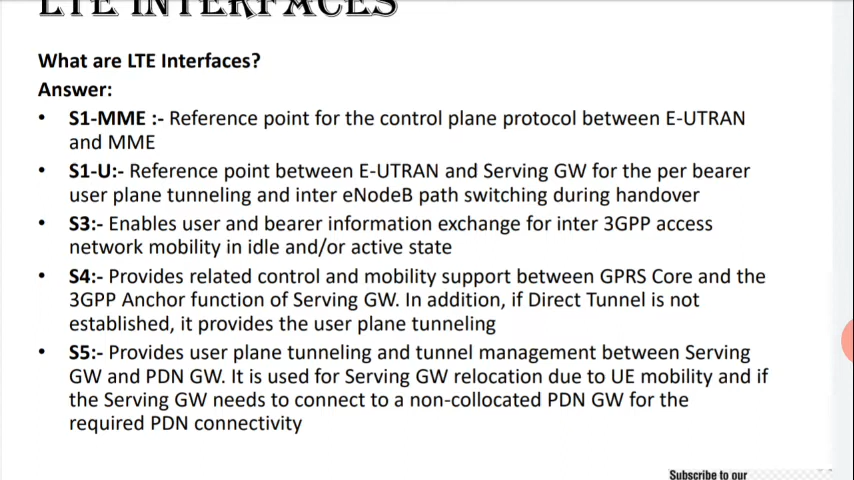 LTE INTERFACES
What are LTE Interfaces?
Answer:
• S1-MME :- Reference point for the control plane protocol between E-UTRAN
and MME
• S1-U:- Reference point between E-UTRAN and Serving GW for the per bearer
user plane tunneling and inter eNodeB path switching during handover
• S3:- Enables user and bearer information exchange for inter 3GPP access
network mobility in idle and/or active state
• S4:- Provides related control and mobility support between GPRS Core and the
3GPP Anchor function of Serving GW. In addition, if Direct Tunnel is not
established, it provides the user plane tunneling
• S5:- Provides user plane tunneling and tunnel management between Serving
GW and PDN GW. It is used for Serving GW relocation due to UE mobility and if
the Serving GW needs to connect to a non-collocated PDN GW for the
required PDN connectivity
Subscribe to our